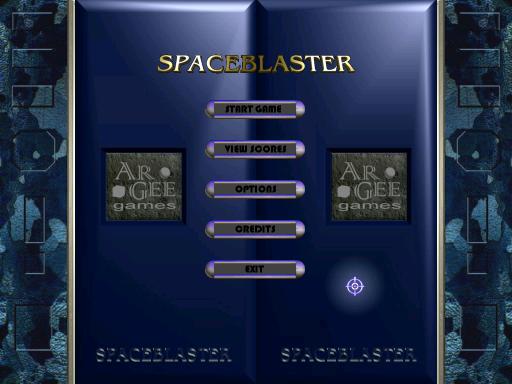 SPACEBLASTER
START GAME
VIEW SCORES
OPTIONS
CREDITS
EXIT
AR GEE games
AR GEE games
SPACEBLASTER
SPACEBLASTER